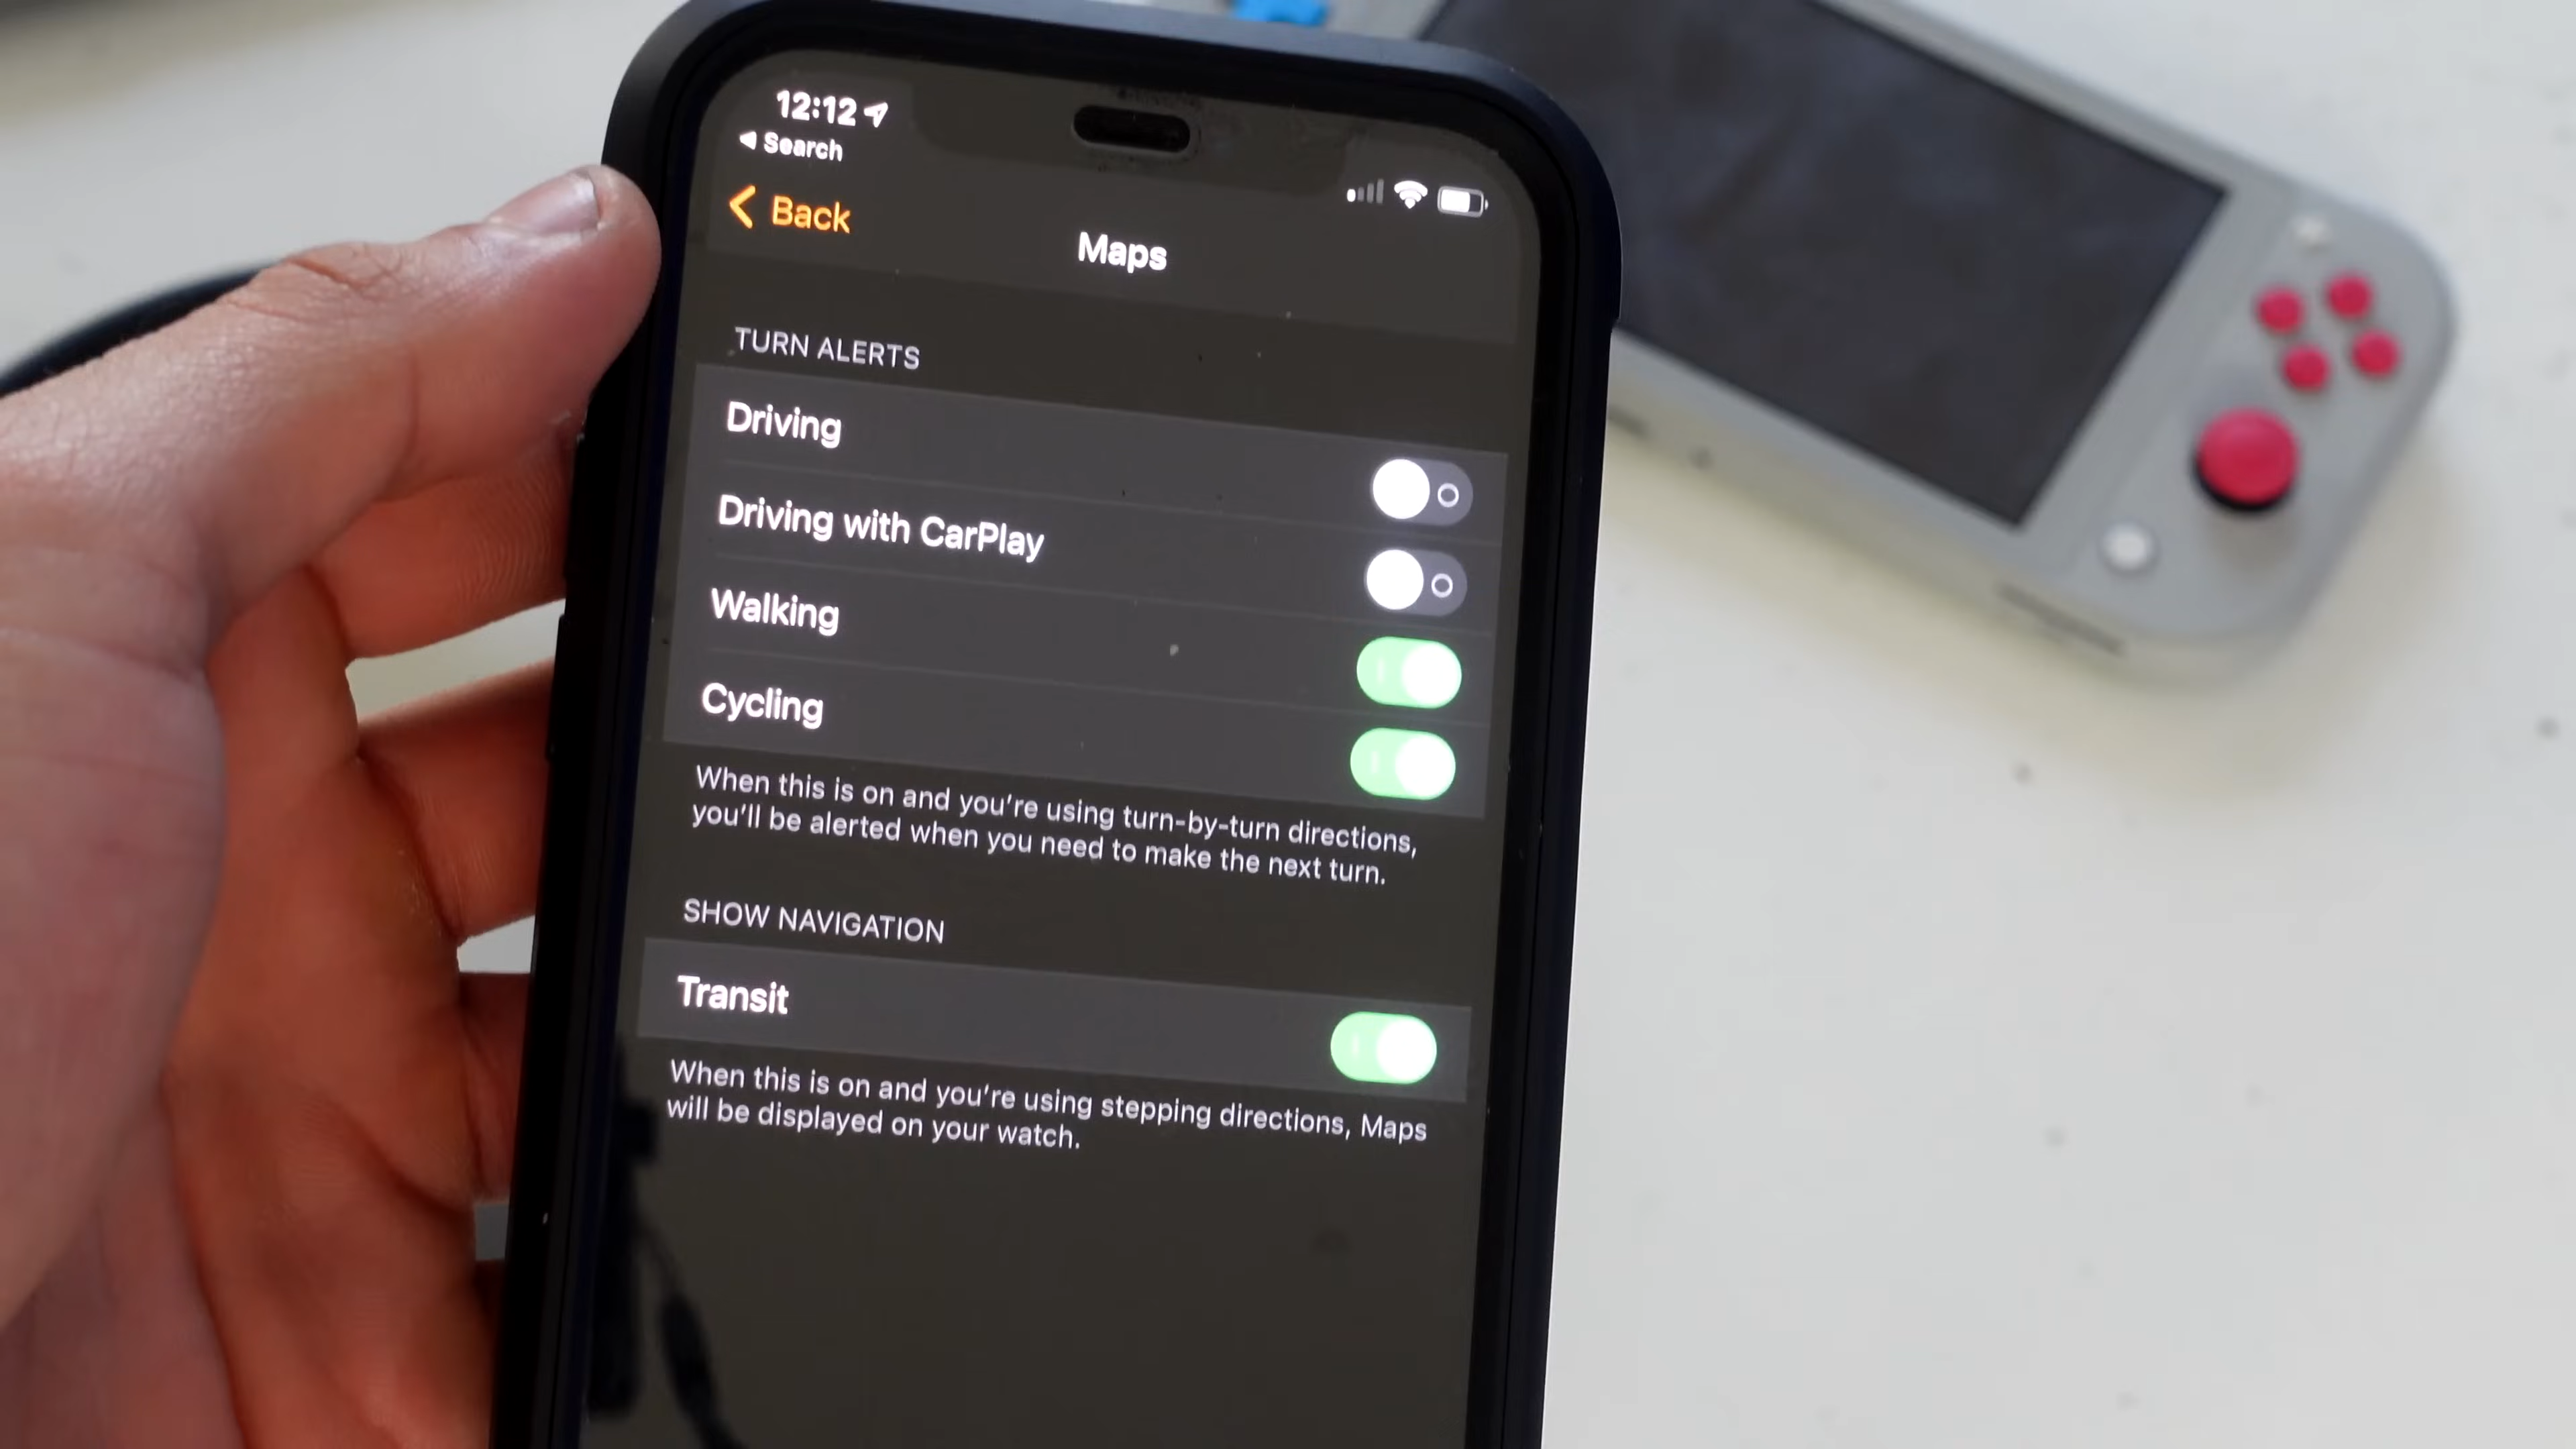 12:12
Search
Back
Maps
TURN ALERTS
Driving
Driving with CarPlay
Walking
Cycling
When this is on and you're using turn-by-turn directions,
you'll be alerted when you need to make the next turn.
SHOW NAVIGATION
Transit
When this is on and you're using stepping directions, Maps
will be displayed on your watch.